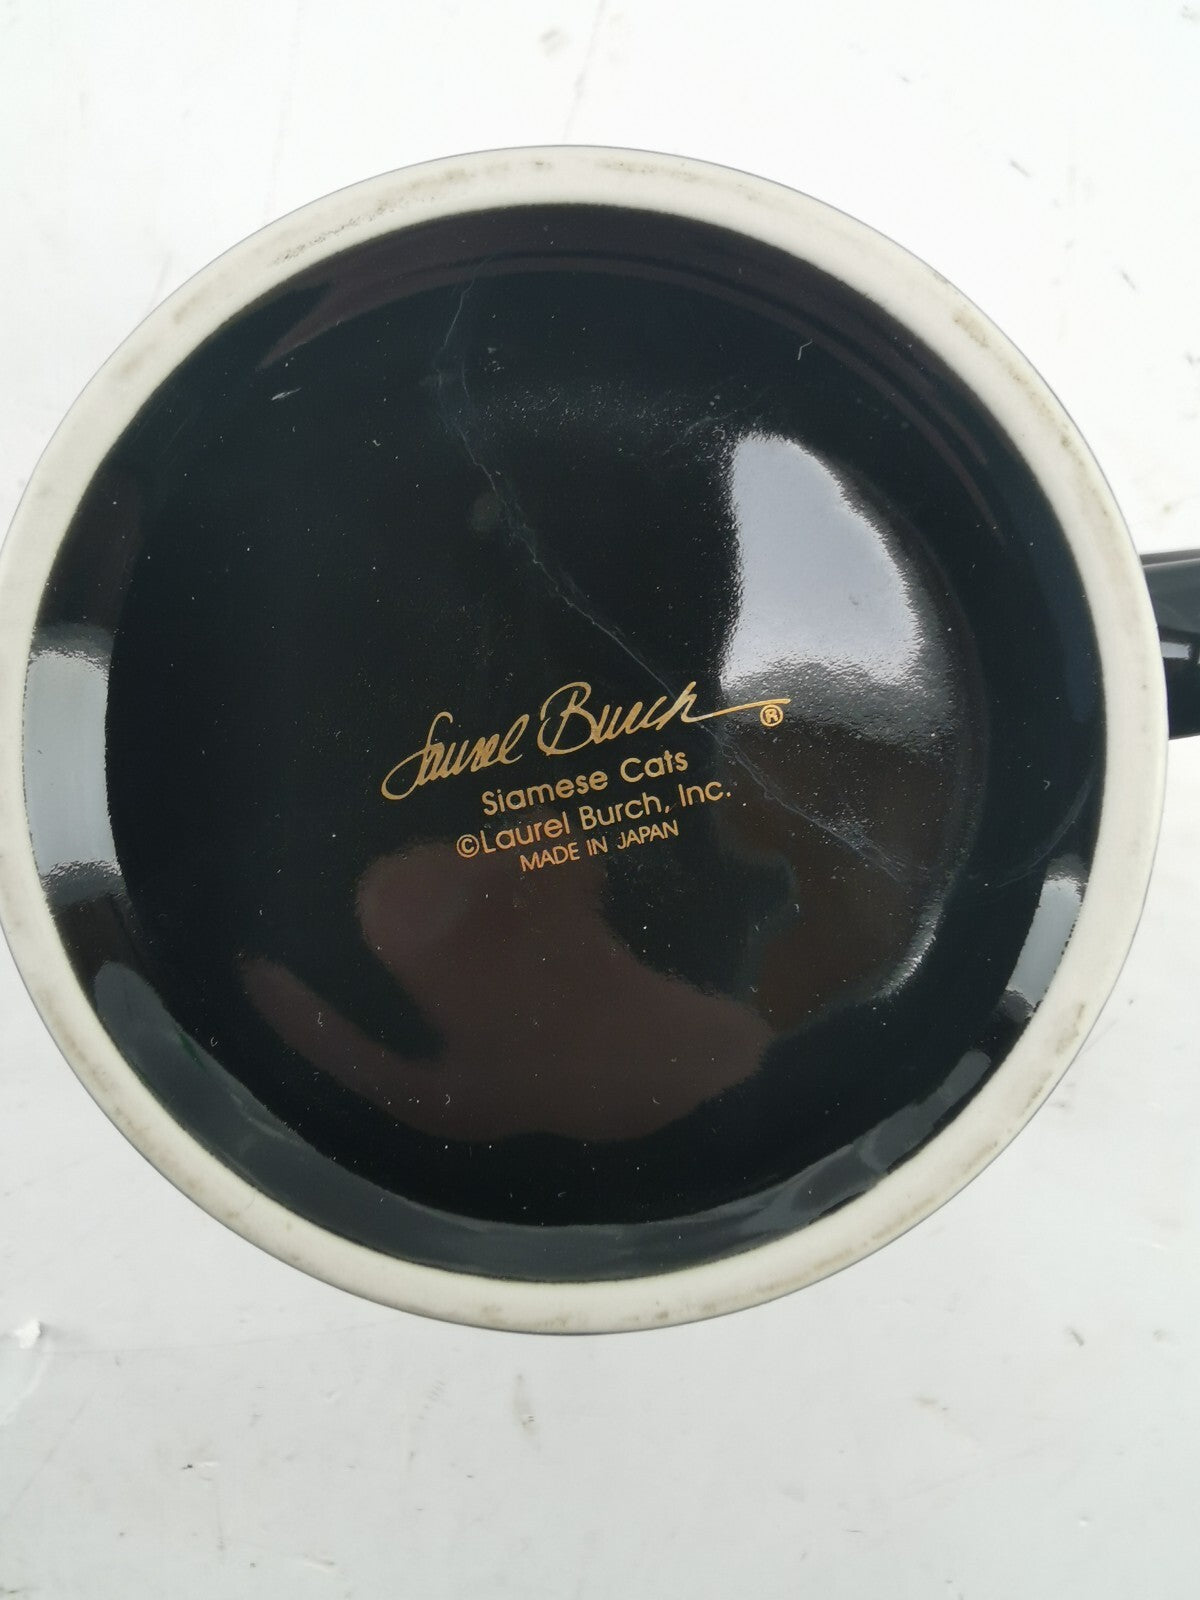 Laurel Burch ®
Siamese Cats
©Laurel Burch, Inc.
MADE IN JAPAN